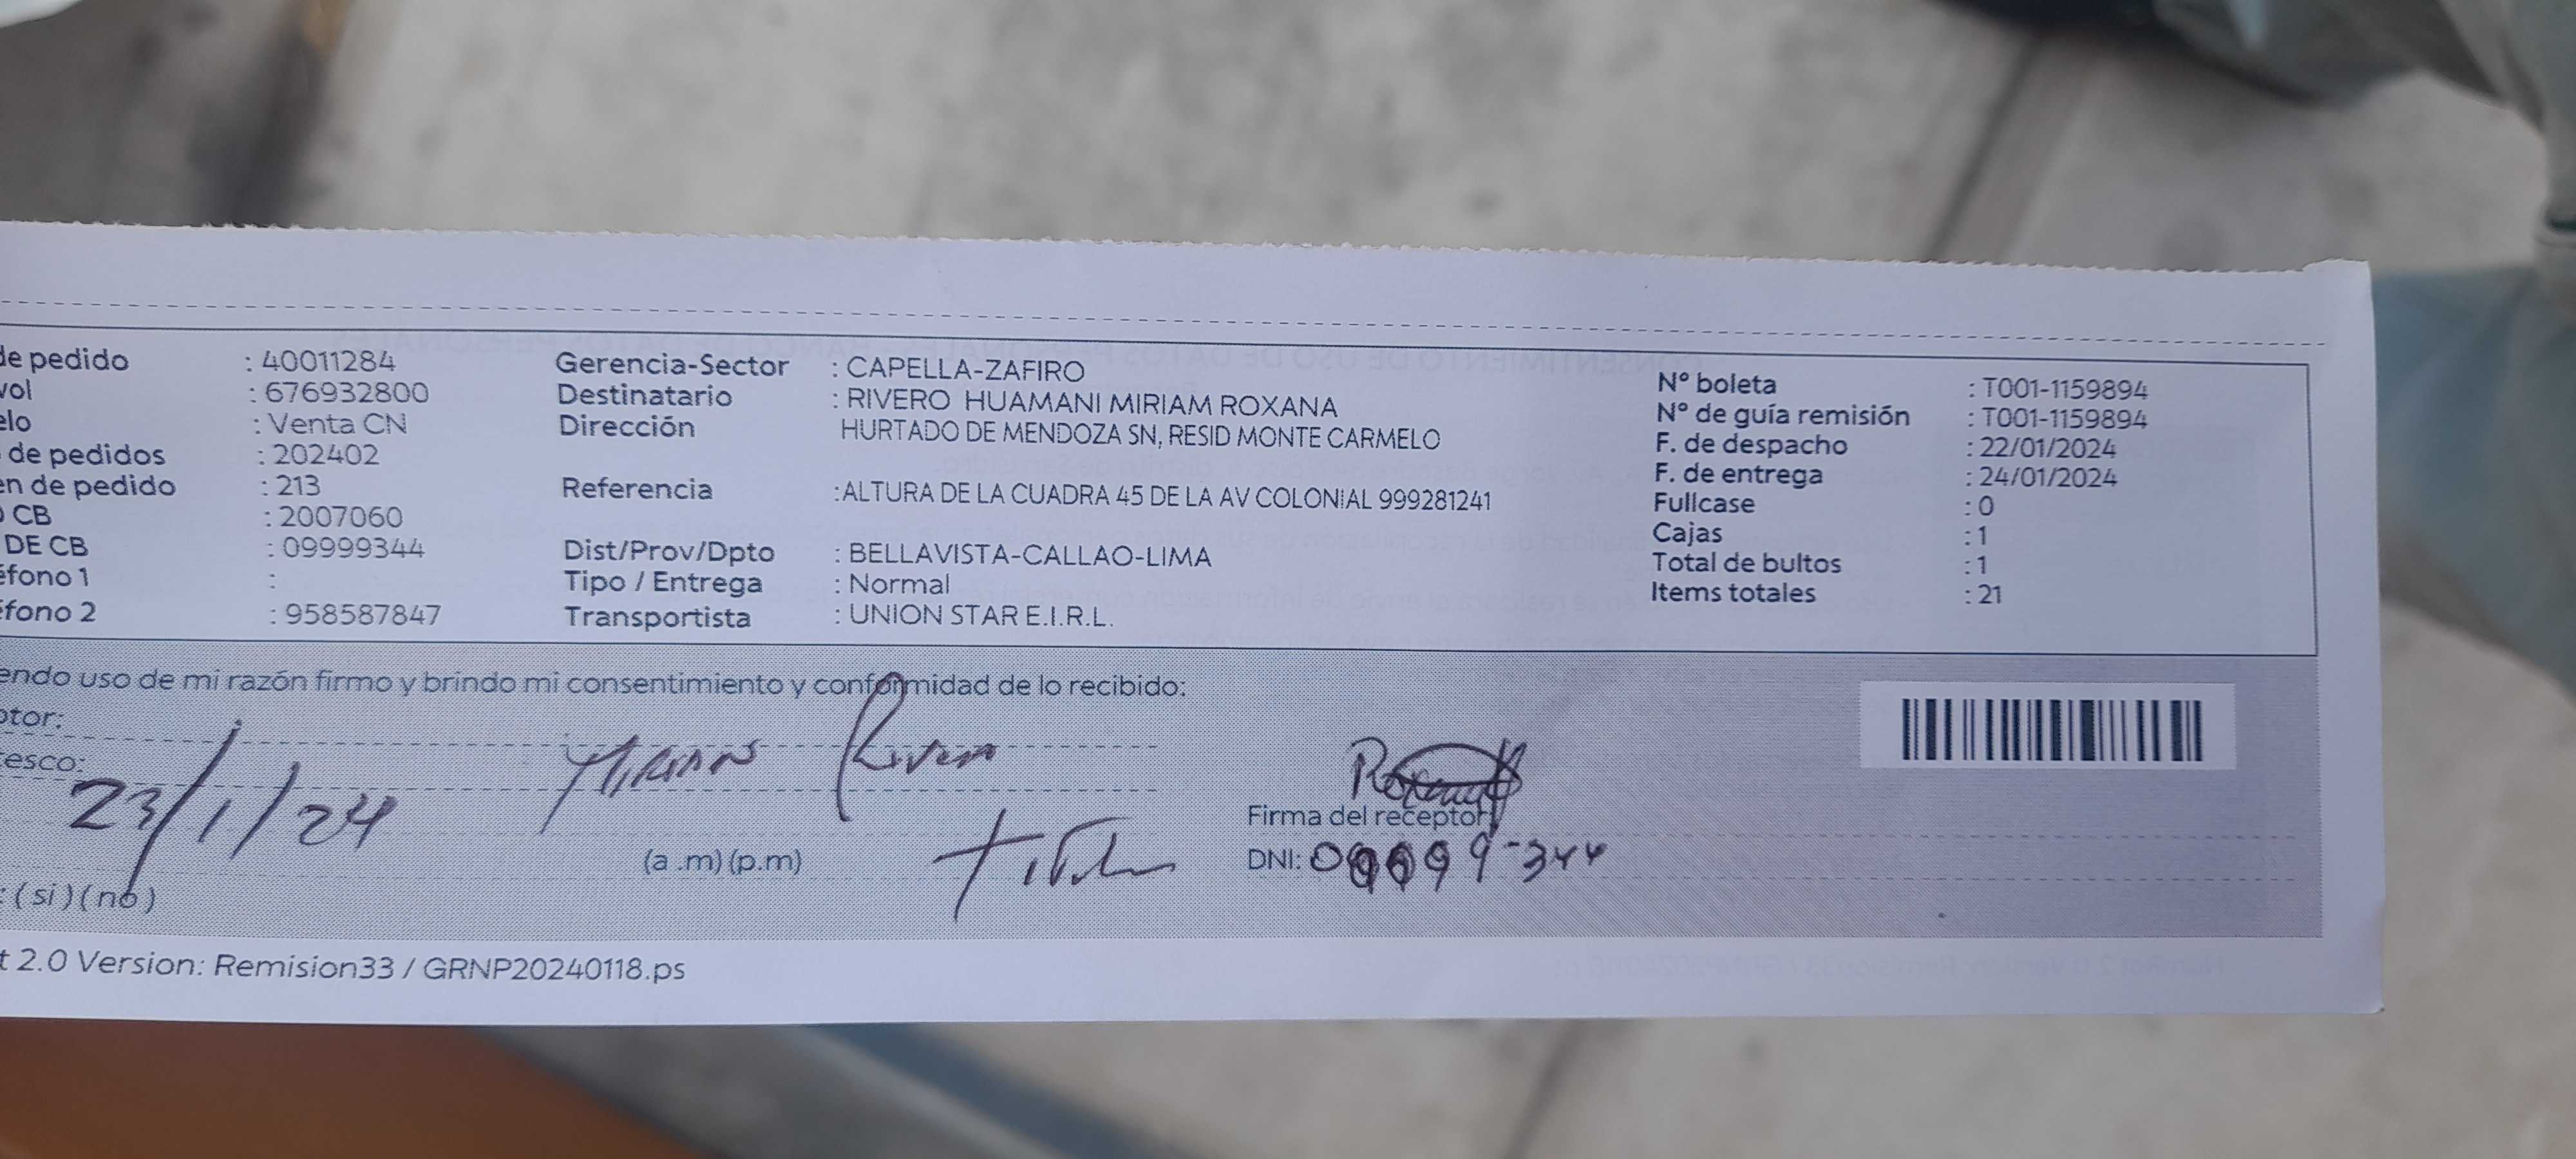 de pedido : 40011284 Gerencia-Sector : CAPELLA-ZAFIRO Nº boleta : T001-1159894
vol : 676932800 Destinatario : RIVERO HUAMANI MIRIAM ROXANA Nº de guía remisión : T001-1159894
elo : Venta CN Dirección HURTADO DE MENDOZA SN, RESID MONTE CARMELO F. de despacho : 22/01/2024
de pedidos : 202402 F. de entrega : 24/01/2024
en de pedido : 213 Referencia :ALTURA DE LA CUADRA 45 DE LA AV COLONIAL 999281241 Fullcase : 0
CB : 2007060 Cajas : 1
DE CB : 09999344 Dist/Prov/Dpto : BELLAVISTA-CALLAO-LIMA Total de bultos : 1
éfono 1 : Tipo / Entrega : Normal Items totales : 21
éfono 2 : 958587847 Transportista : UNION STAR E.I.R.L.
endo uso de mi razón firmo y brindo mi consentimiento y conformidad de lo recibido:
ptor:
esco: Mirian Rivera
23/1/24 Firma del receptor
(a .m) (p.m) Titular DNI: 09999-344
: (si) (no)
t 2.0 Version: Remision33 / GRNP20240118.ps